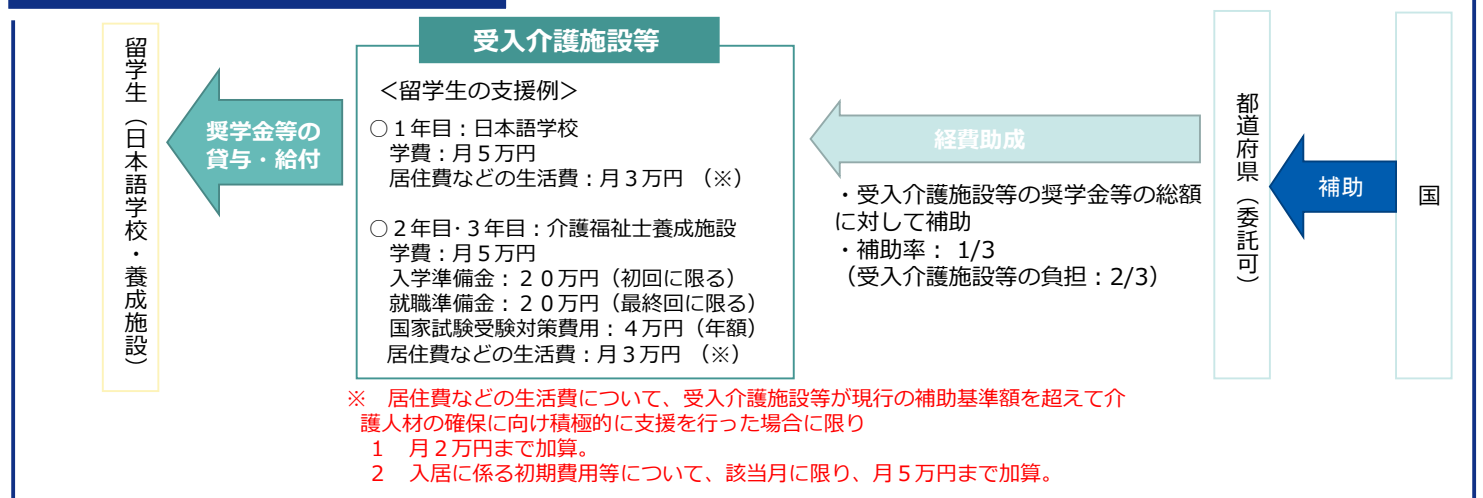 留学生（日本語学校・養成施設）
奨学金等の
貸与・給付
受入介護施設等
＜留学生の支援例＞
○１年目：日本語学校
学費：月５万円
居住費などの生活費：月３万円 （※）
○２年目･３年目：介護福祉士養成施設
学費：月５万円
入学準備金：２０万円（初回に限る）
就職準備金：２０万円（最終回に限る）
国家試験受験対策費用：４万円（年額）
居住費などの生活費：月３万円 （※）
経費助成
・受入介護施設等の奨学金等の総額
に対して補助
・補助率： 1/3
（受入介護施設等の負担：2/3）
都道府県（委託可）
補助
国
※　居住費などの生活費について、受入介護施設等が現行の補助基準額を超えて介
護人材の確保に向け積極的に支援を行った場合に限り
１　月２万円まで加算。
２　入居に係る初期費用等について、該当月に限り、月５万円まで加算。